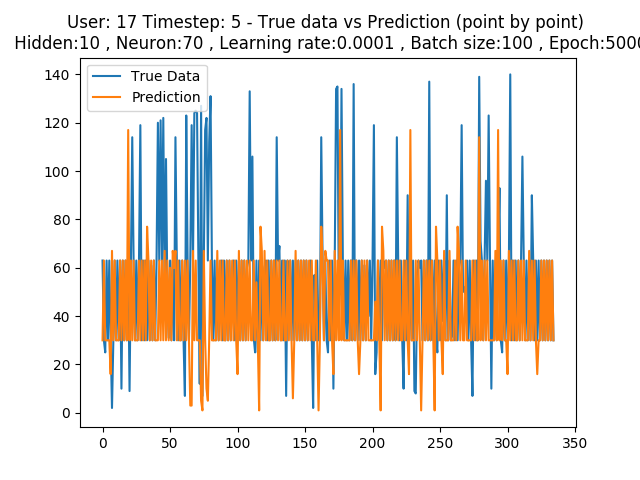 User: 17 Timestep: 5 - True data vs Prediction (point by point)
Hidden:10 , Neuron:70 , Learning rate:0.0001 , Batch size:100 , Epoch:5000
True Data
Prediction
140
120
100
80
60
40
20
0
0 50 100 150 200 250 300 350